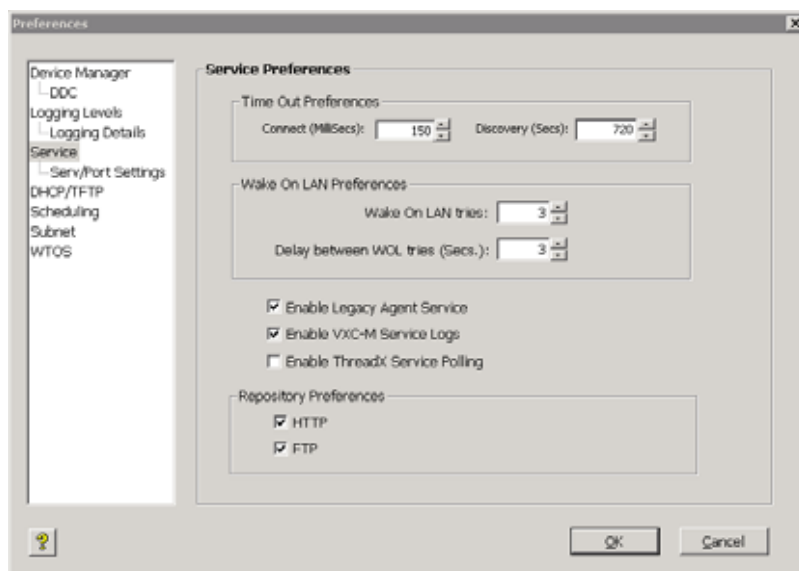 Preferences
Device Manager
DDC
Logging Levels
Logging Details
Service
Serv/Port Settings
DHCP/TFTP
Scheduling
Subnet
WTOS
Service Preferences
Time Out Preferences
Connect (MilliSecs): 150 Discovery (Secs): 720
Wake On LAN Preferences
Wake On LAN tries: 3
Delay between WOL tries (Secs.): 3
Enable Legacy Agent Service
Enable VXC-M Service Logs
Enable ThreadX Service Polling
Repository Preferences
HTTP
FTP
?
OK Cancel